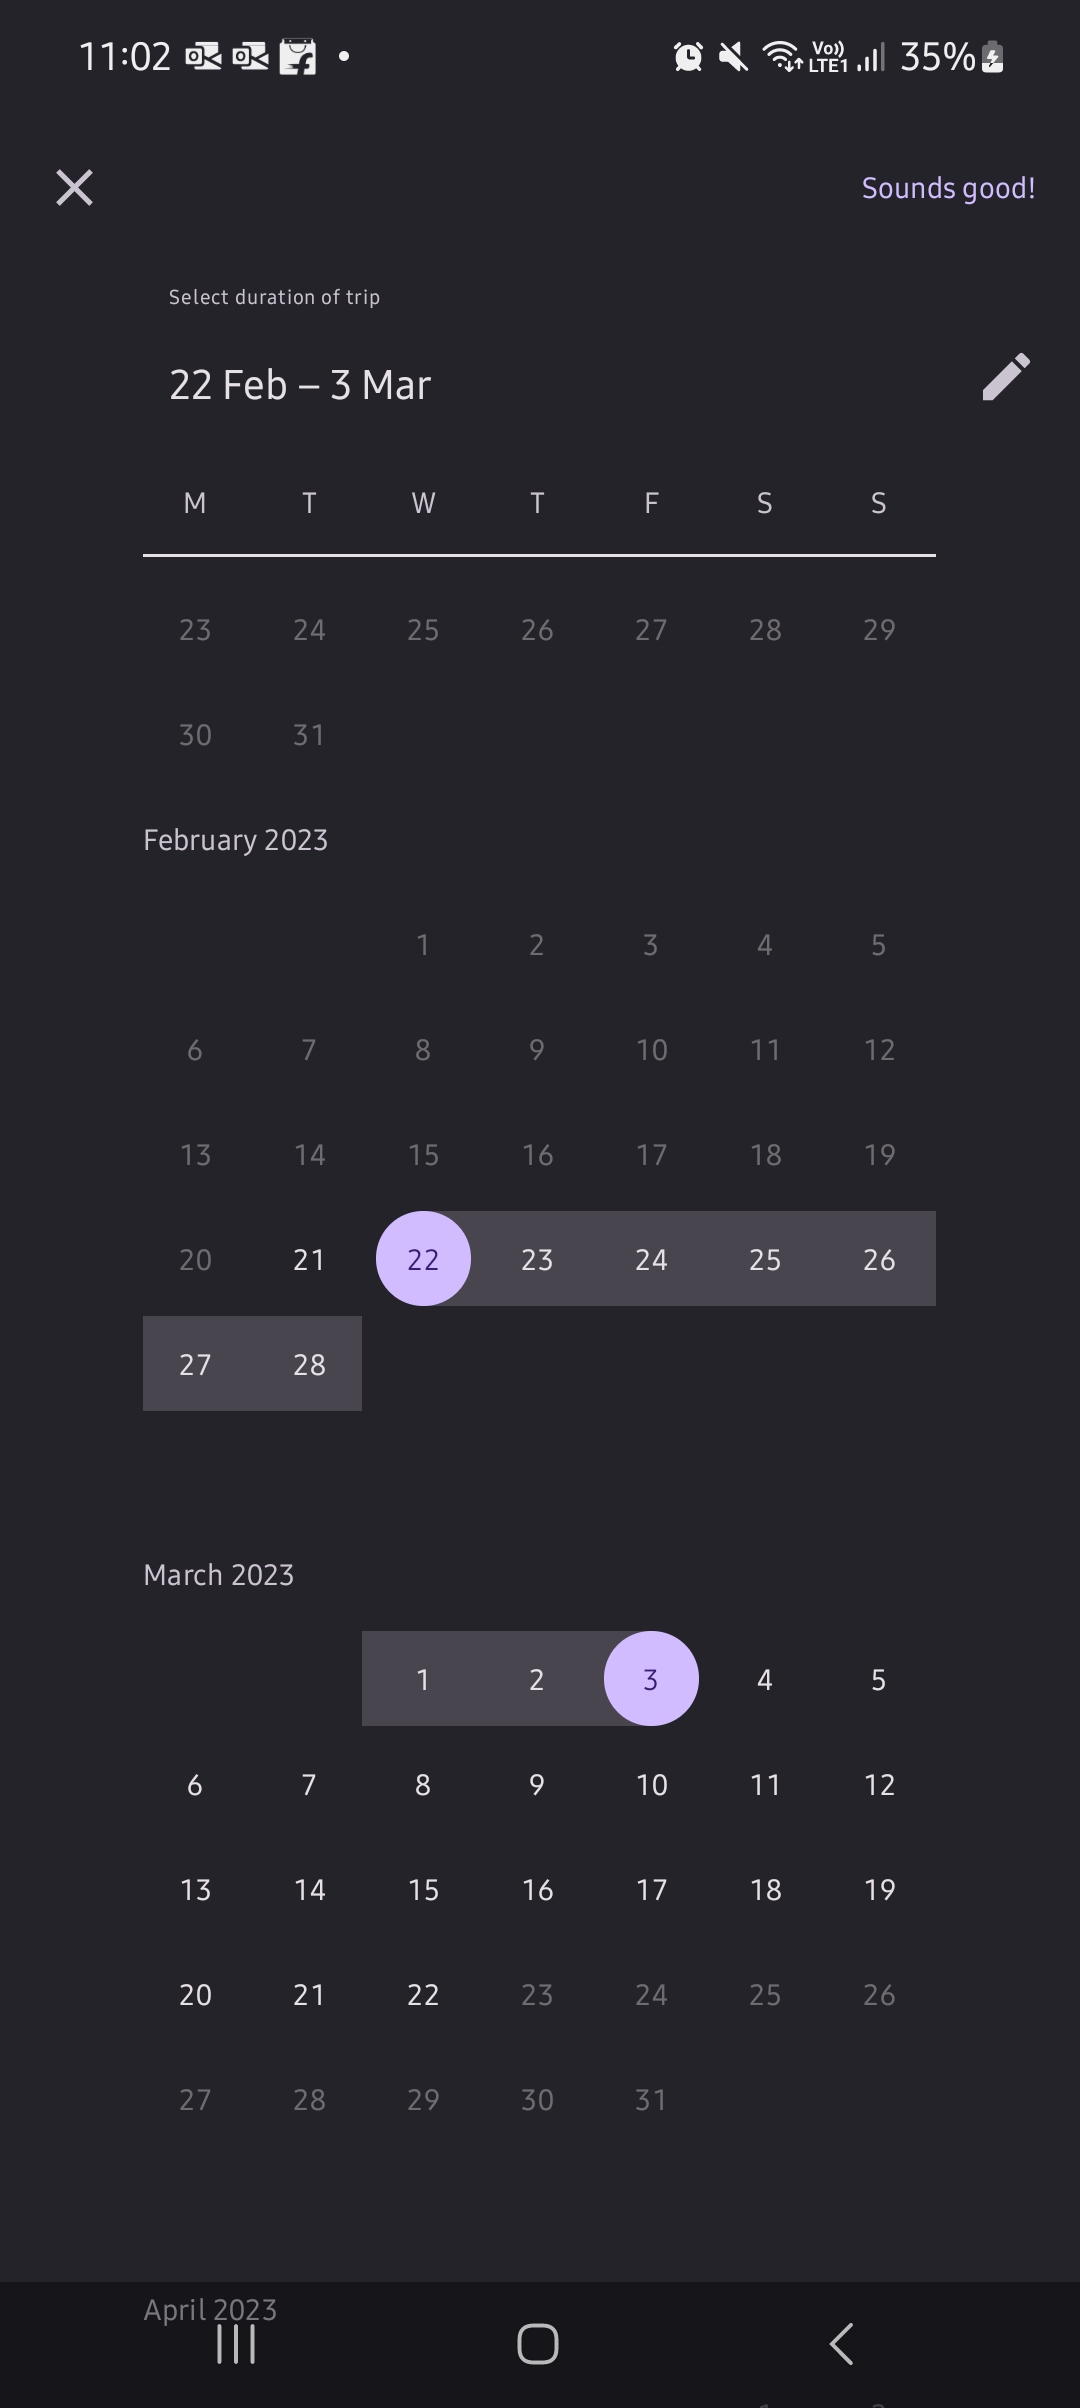 11:02 Vo)) LTE1 35%
Sounds good!
Select duration of trip
22 Feb – 3 Mar
M T W T F S S
23 24 25 26 27 28 29
30 31
February 2023
1 2 3 4 5
6 7 8 9 10 11 12
13 14 15 16 17 18 19
20 21 22 23 24 25 26
27 28
March 2023
1 2 3 4 5
6 7 8 9 10 11 12
13 14 15 16 17 18 19
20 21 22 23 24 25 26
27 28 29 30 31
April 2023